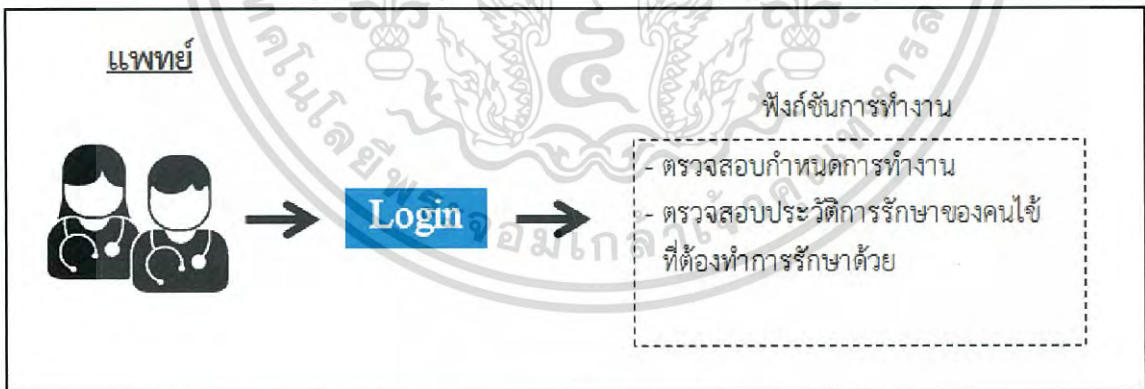 แพทย์
ฟังก์ชันการทำงาน
Login
- ตรวจสอบกำหนดการทำงาน
- ตรวจสอบประวัติการรักษาของคนไข้
ที่ต้องทำการรักษาด้วย